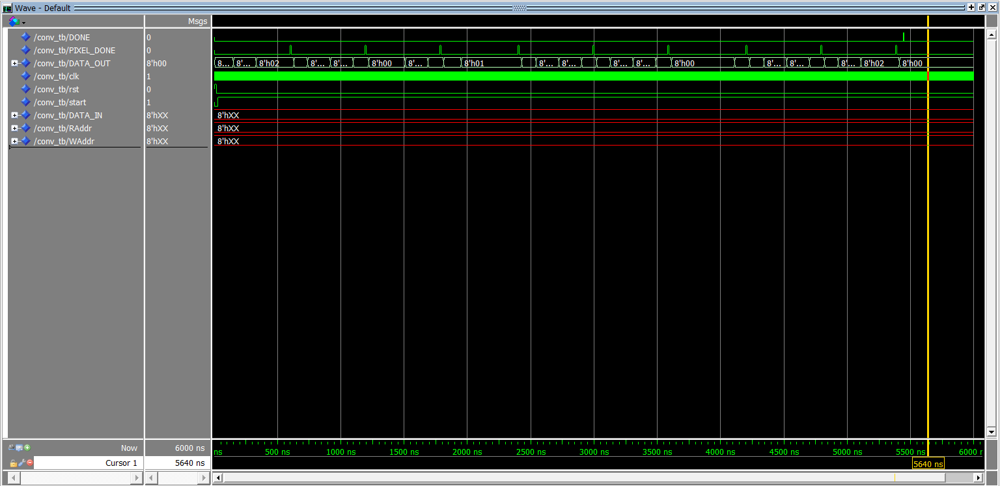 Wave - Default
Msgs
/conv_tb/DONE 0
/conv_tb/PIXEL_DONE 0
/conv_tb/DATA_OUT 8'h00 8... 8'... 8'h02 8'... 8'... 8'h00 8'... 8'h01 8'... 8'... 8'... 8'... 8'h00 8'... 8'... 8'... 8'h02 8'h00
/conv_tb/clk 1
/conv_tb/rst 0
/conv_tb/start 1
/conv_tb/DATA_IN 8'hXX 8'hXX
/conv_tb/RAddr 8'hXX 8'hXX
/conv_tb/WAddr 8'hXX 8'hXX
Now 6000 ns ns 500 ns 1000 ns 1500 ns 2000 ns 2500 ns 3000 ns 3500 ns 4000 ns 4500 ns 5000 ns 5500 ns 6000 n
Cursor 1 5640 ns 5640 ns